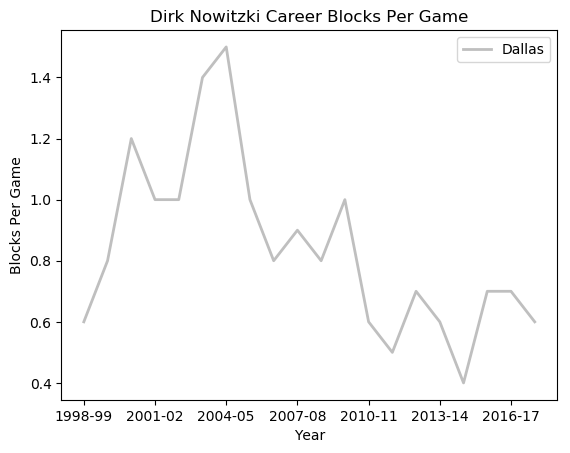 Dirk Nowitzki Career Blocks Per Game
Dallas
1.4
1.2
1.0
0.8
0.6
0.4
Blocks Per Game
1998-99 2001-02 2004-05 2007-08 2010-11 2013-14 2016-17
Year